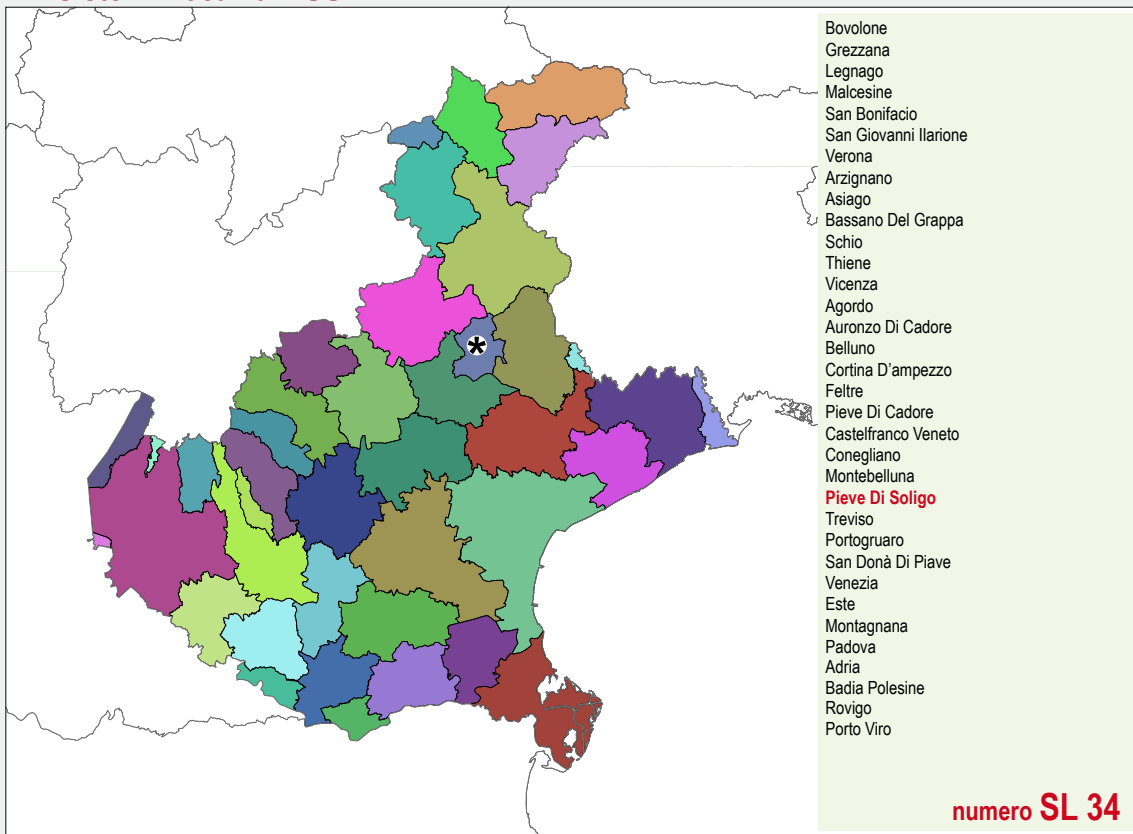 Bovolone
Grezzana
Legnago
Malcesine
San Bonifacio
San Giovanni Ilarione
Verona
Arzignano
Asiago
Bassano Del Grappa
Schio
Thiene
Vicenza
Agordo
Auronzo Di Cadore
Belluno
Cortina D'ampezzo
Feltre
Pieve Di Cadore
Castelfranco Veneto
Conegliano
Montebelluna
Pieve Di Soligo
Treviso
Portogruaro
San Donà Di Piave
Venezia
Este
Montagnana
Padova
Adria
Badia Polesine
Rovigo
Porto Viro
numero SL 34